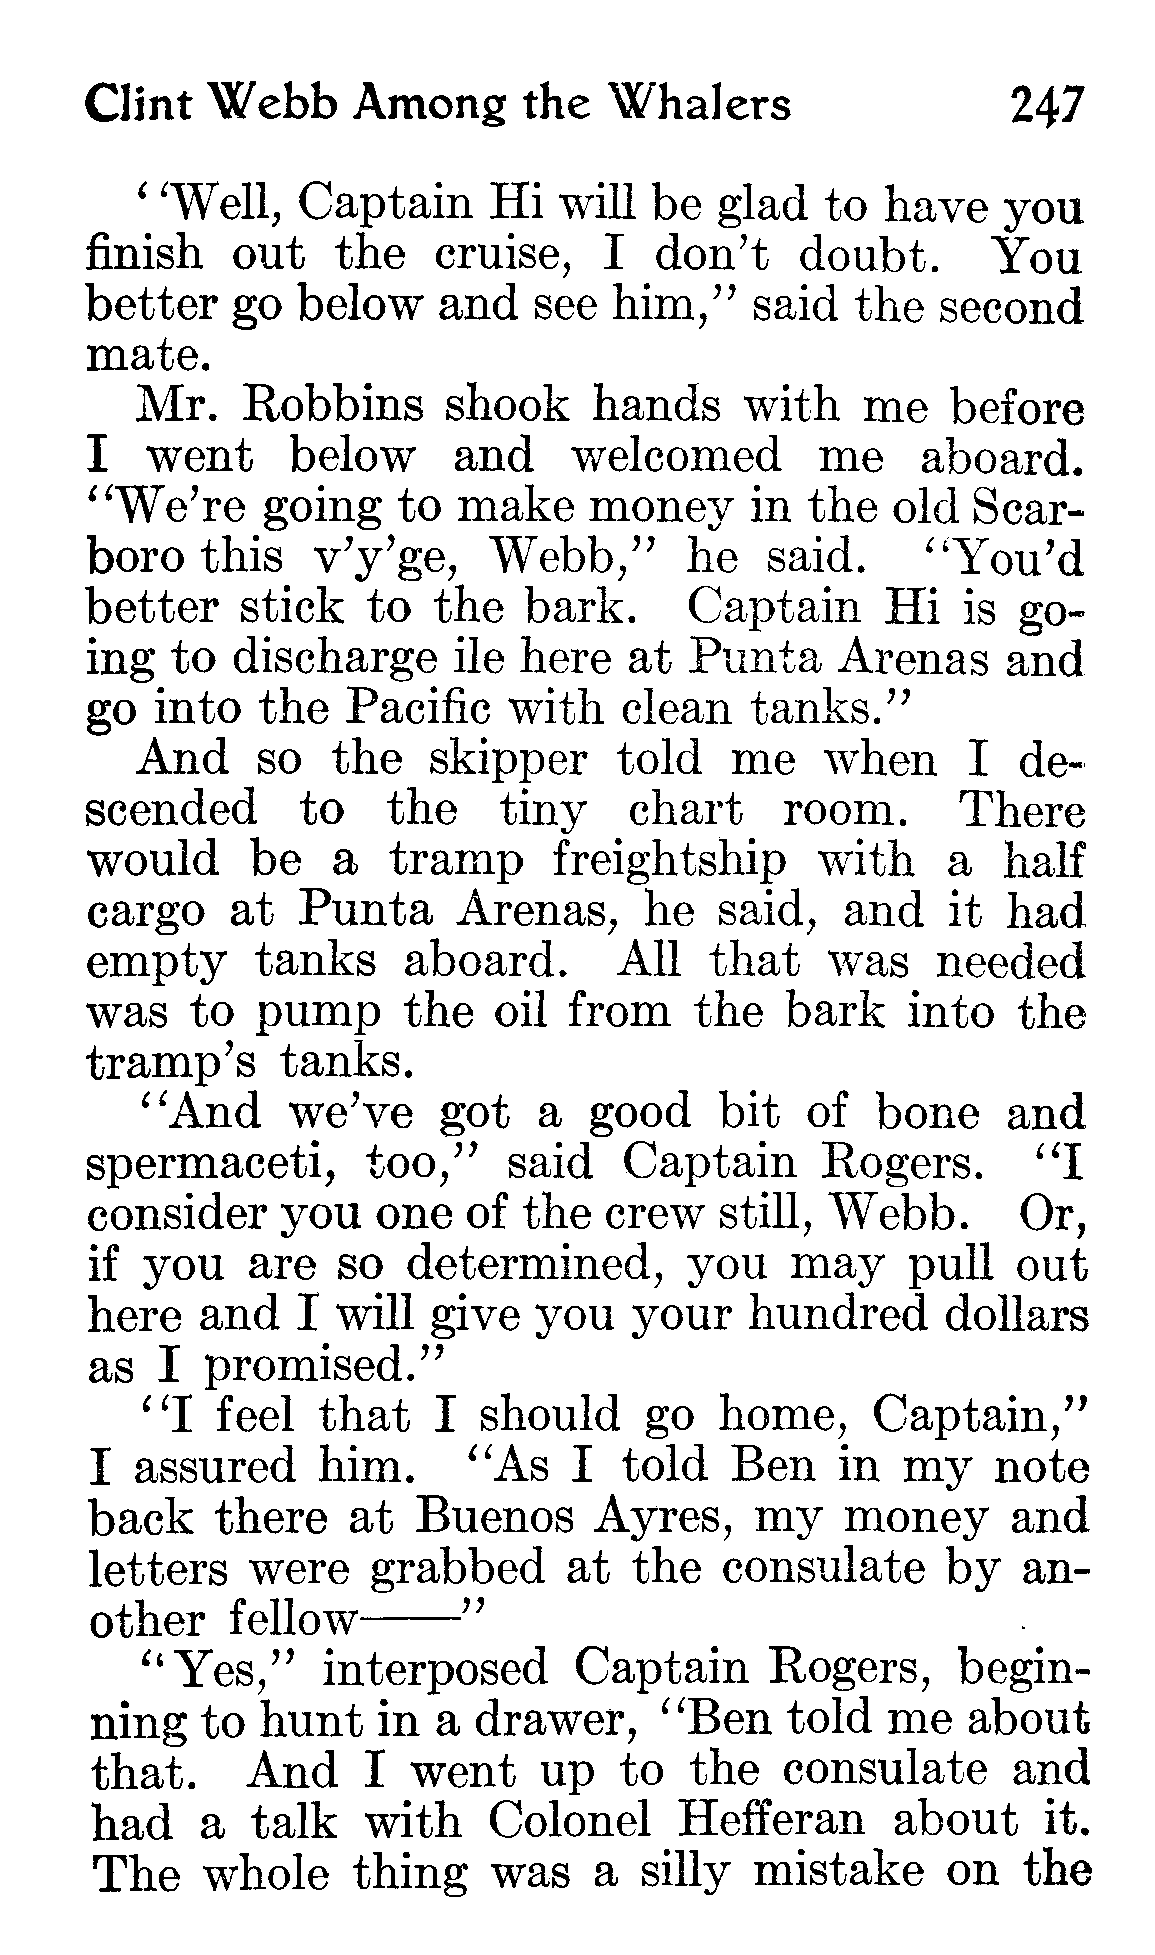 Clint Webb Among the Whalers 247
“Well, Captain Hi will be glad to have you
finish out the cruise, I don’t doubt. You
better go below and see him,” said the second
mate.
Mr. Robbins shook hands with me before
I went below and welcomed me aboard.
“We’re going to make money in the old Scar-
boro this v’y’ge, Webb,” he said. “You’d
better stick to the bark. Captain Hi is go-
ing to discharge ile here at Punta Arenas and
go into the Pacific with clean tanks.”
And so the skipper told me when I de-
scended to the tiny chart room. There
would be a tramp freightship with a half
cargo at Punta Arenas, he said, and it had
empty tanks aboard. All that was needed
was to pump the oil from the bark into the
tramp’s tanks.
“And we’ve got a good bit of bone and
spermaceti, too,” said Captain Rogers. “I
consider you one of the crew still, Webb. Or,
if you are so determined, you may pull out
here and I will give you your hundred dollars
as I promised.”
“I feel that I should go home, Captain,”
I assured him. “As I told Ben in my note
back there at Buenos Ayres, my money and
letters were grabbed at the consulate by an-
other fellow——”
“Yes,” interposed Captain Rogers, begin-
ning to hunt in a drawer, “Ben told me about
that. And I went up to the consulate and
had a talk with Colonel Hefferan about it.
The whole thing was a silly mistake on the